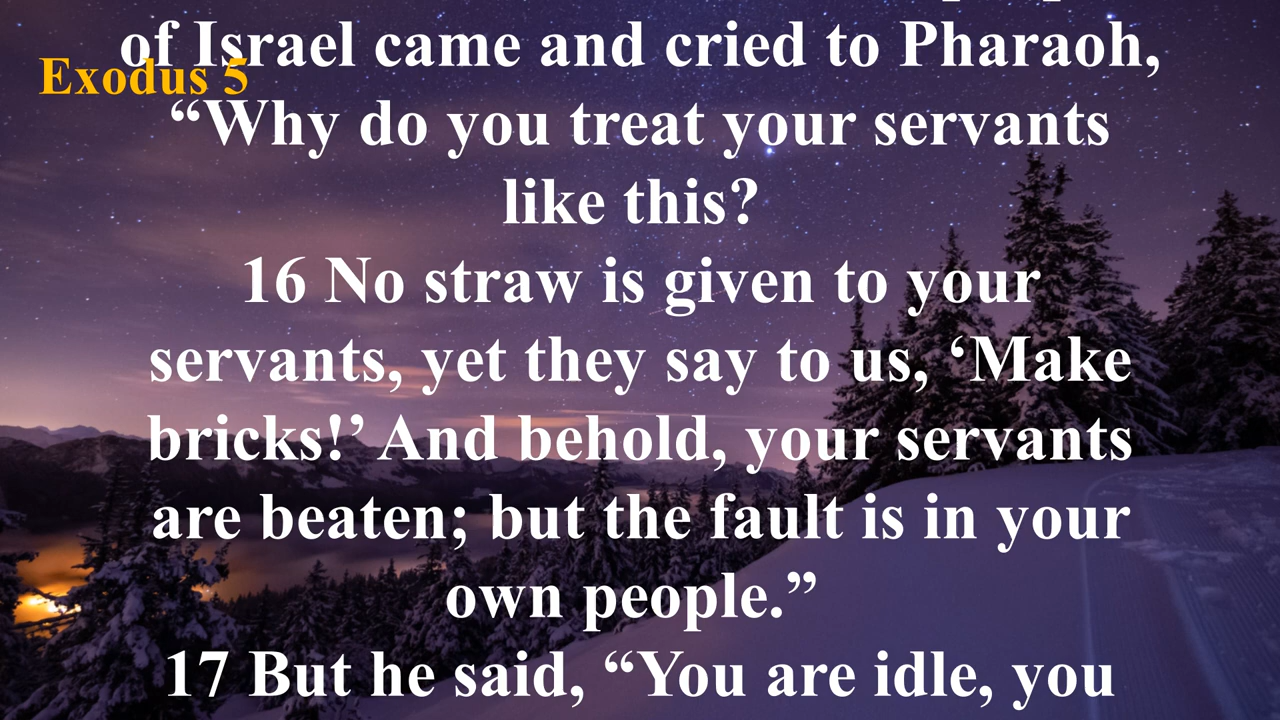 of Israel came and cried to Pharaoh,
Exodus 5
“Why do you treat your servants
like this?
16 No straw is given to your
servants, yet they say to us, ‘Make
bricks!’ And behold, your servants
are beaten; but the fault is in your
own people.”
17 But he said, “You are idle, you